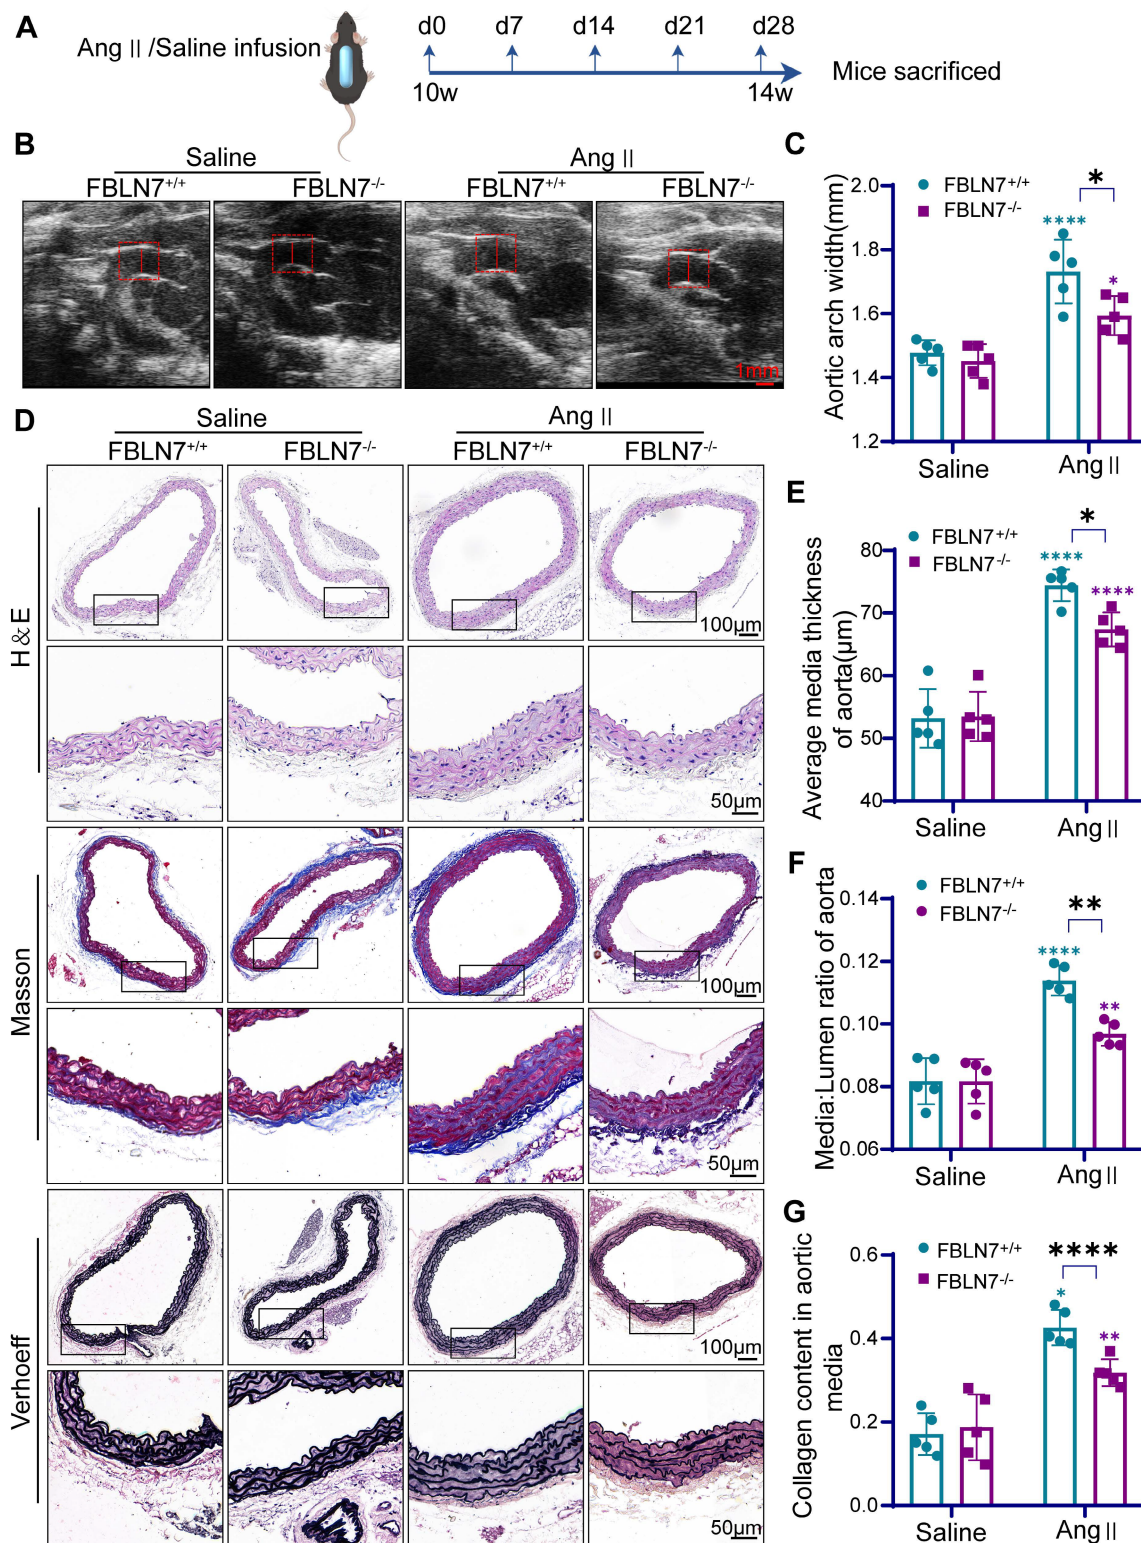 A
Ang Ⅱ /Saline infusion
d0 d7 d14 d21 d28
10w 14w
Mice sacrificed
B
Saline Ang Ⅱ
FBLN7+/+ FBLN7-/- FBLN7+/+ FBLN7-/-
1mm
C
Aortic arch width(mm)
FBLN7+/+
FBLN7-/-
2.0
1.8
1.6
1.4
1.2
****
*
*
Saline Ang Ⅱ
D
Saline Ang Ⅱ
FBLN7+/+ FBLN7-/- FBLN7+/+ FBLN7-/-
H&E
100μm
50μm
Masson
100μm
50μm
Verhoeff
100μm
50μm
E
Average media thickness
of aorta(μm)
FBLN7+/+
FBLN7-/-
80
70
60
50
40
****
*
****
Saline Ang Ⅱ
F
Media:Lumen ratio of aorta
FBLN7+/+
FBLN7-/-
0.14
0.12
0.10
0.08
0.06
****
**
**
Saline Ang Ⅱ
G
Collagen content in aortic
media
FBLN7+/+
FBLN7-/-
0.6
0.4
0.2
0.0
*
****
**
Saline Ang Ⅱ